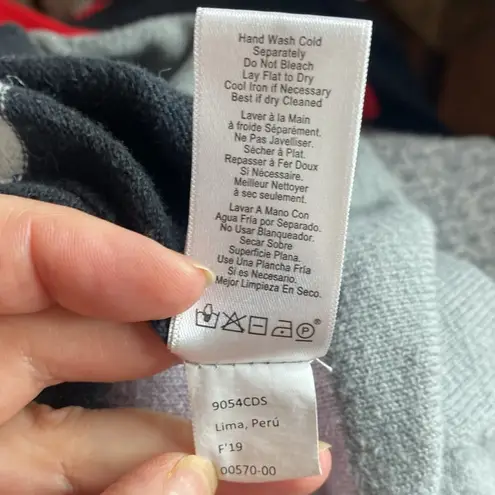 Hand Wash Cold
Separately
Do Not Bleach
Lay Flat to Dry
Cool Iron if Necessary
Best if dry Cleaned
Laver à la Main
à froide Séparément.
Ne Pas Javelliser.
Sécher à Plat.
Repasser à Fer Doux
Si Nécessaire.
Meilleur Nettoyer
à sec seulement.
Lavar A Mano Con
Agua Fria por Separado.
No Usar Blanqueador.
Secar Sobre
Superficie Plana.
Use Una Plancha Fría
Si es Necesario.
Mejor Limpieza En Seco.
P
9054CDS
Lima, Perú
F'19
00570-00